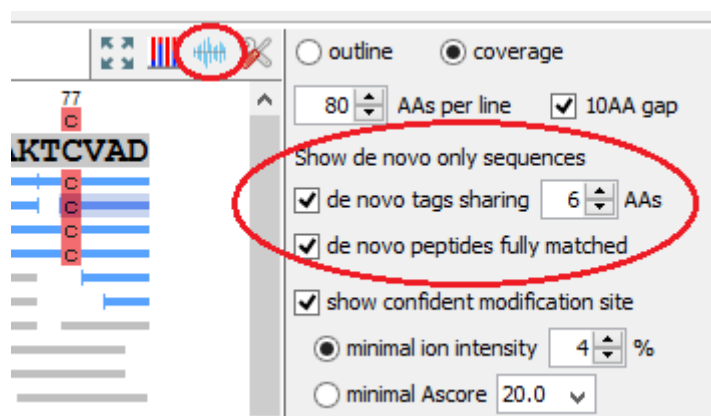 outline coverage
77
C
80 AAs per line 10AA gap
AKTCVAD
Show de novo only sequences
C
C
de novo tags sharing 6 AAs
C
C
de novo peptides fully matched
show confident modification site
minimal ion intensity 4 %
minimal Ascore 20.0